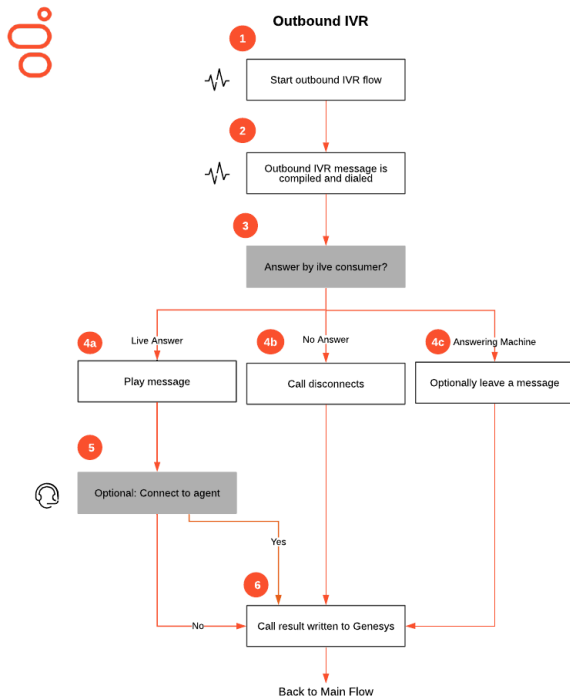 Outbound IVR
1
Start outbound IVR flow
2
Outbound IVR message is
compiled and dialed
3
Answer by ilve consumer?
4a
Live Answer
4b
No Answer
4c
Answering Machine
Play message
Call disconnects
Optionally leave a message
5
Optional: Connect to agent
Yes
6
No
Call result written to Genesys
Back to Main Flow